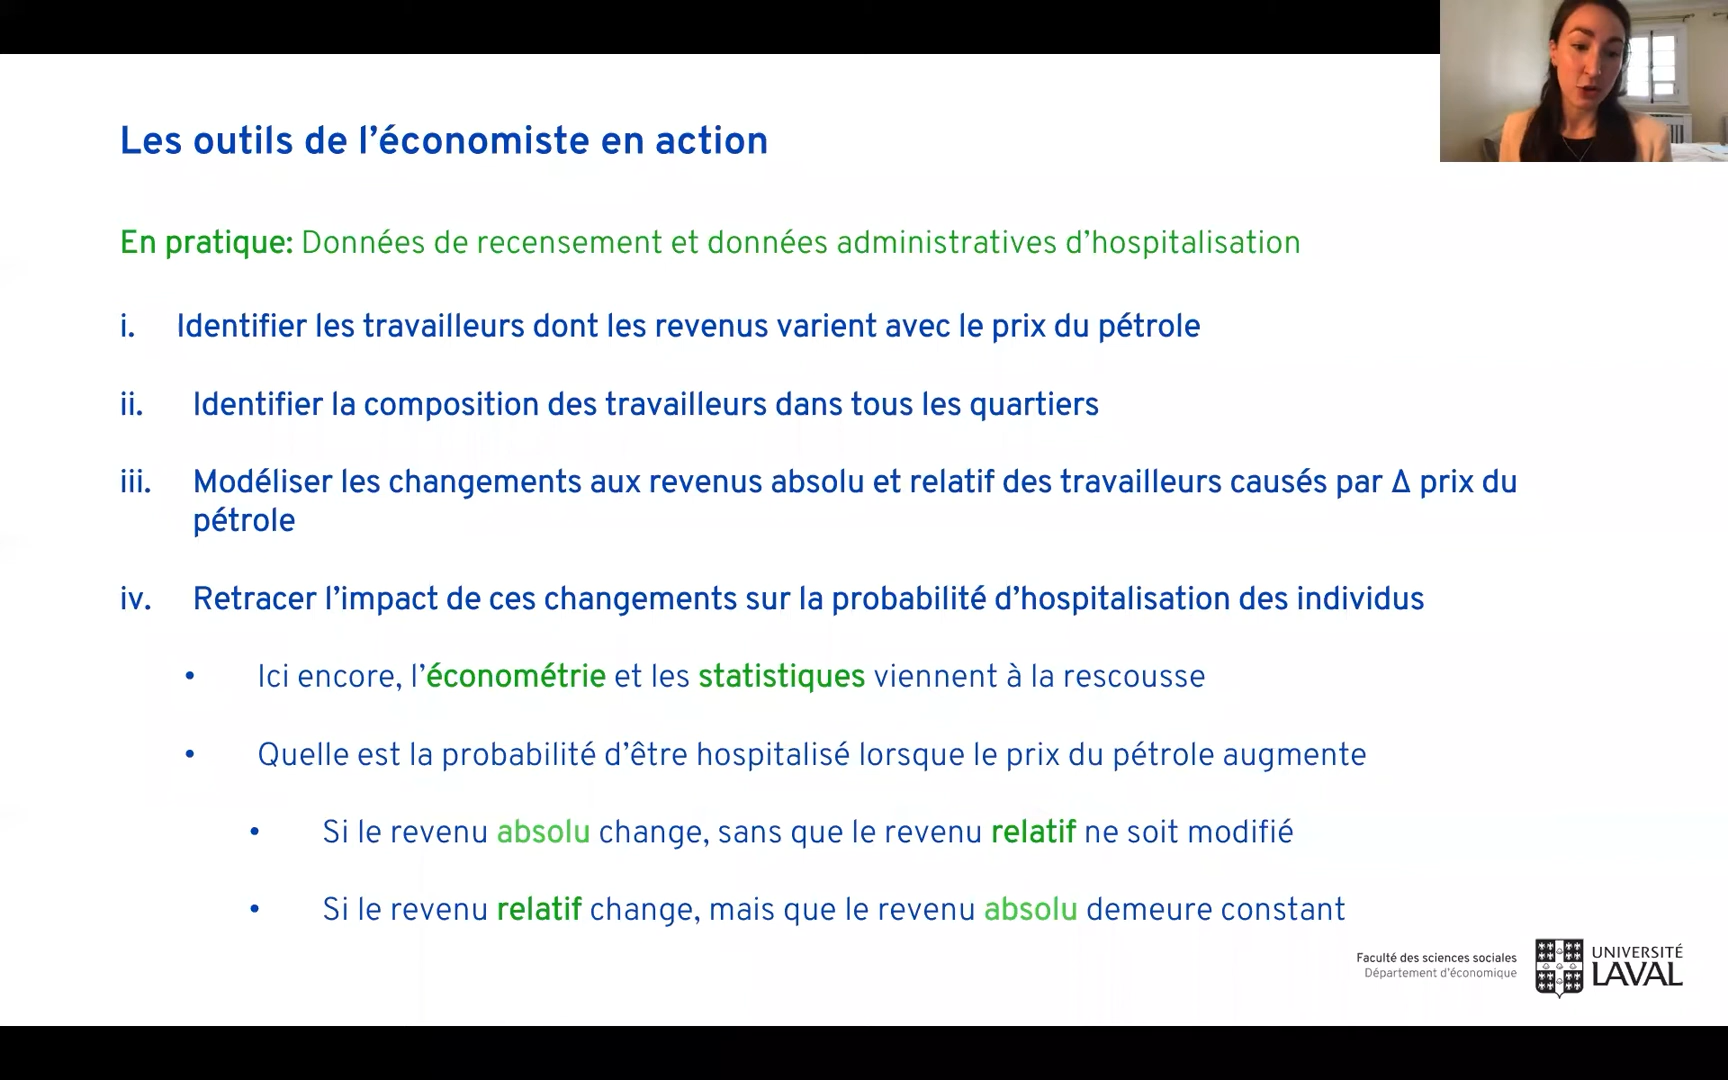 Les outils de l'économiste en action
En pratique: Données de recensement et données administratives d'hospitalisation
i. Identifier les travailleurs dont les revenus varient avec le prix du pétrole
ii. Identifier la composition des travailleurs dans tous les quartiers
iii. Modéliser les changements aux revenus absolu et relatif des travailleurs causés par Δ prix du
pétrole
iv. Retracer l'impact de ces changements sur la probabilité d'hospitalisation des individus
• Ici encore, l'économétrie et les statistiques viennent à la rescousse
• Quelle est la probabilité d'être hospitalisé lorsque le prix du pétrole augmente
• Si le revenu absolu change, sans que le revenu relatif ne soit modifié
• Si le revenu relatif change, mais que le revenu absolu demeure constant
Faculté des sciences sociales
Département d'économique
UNIVERSITÉ
LAVAL